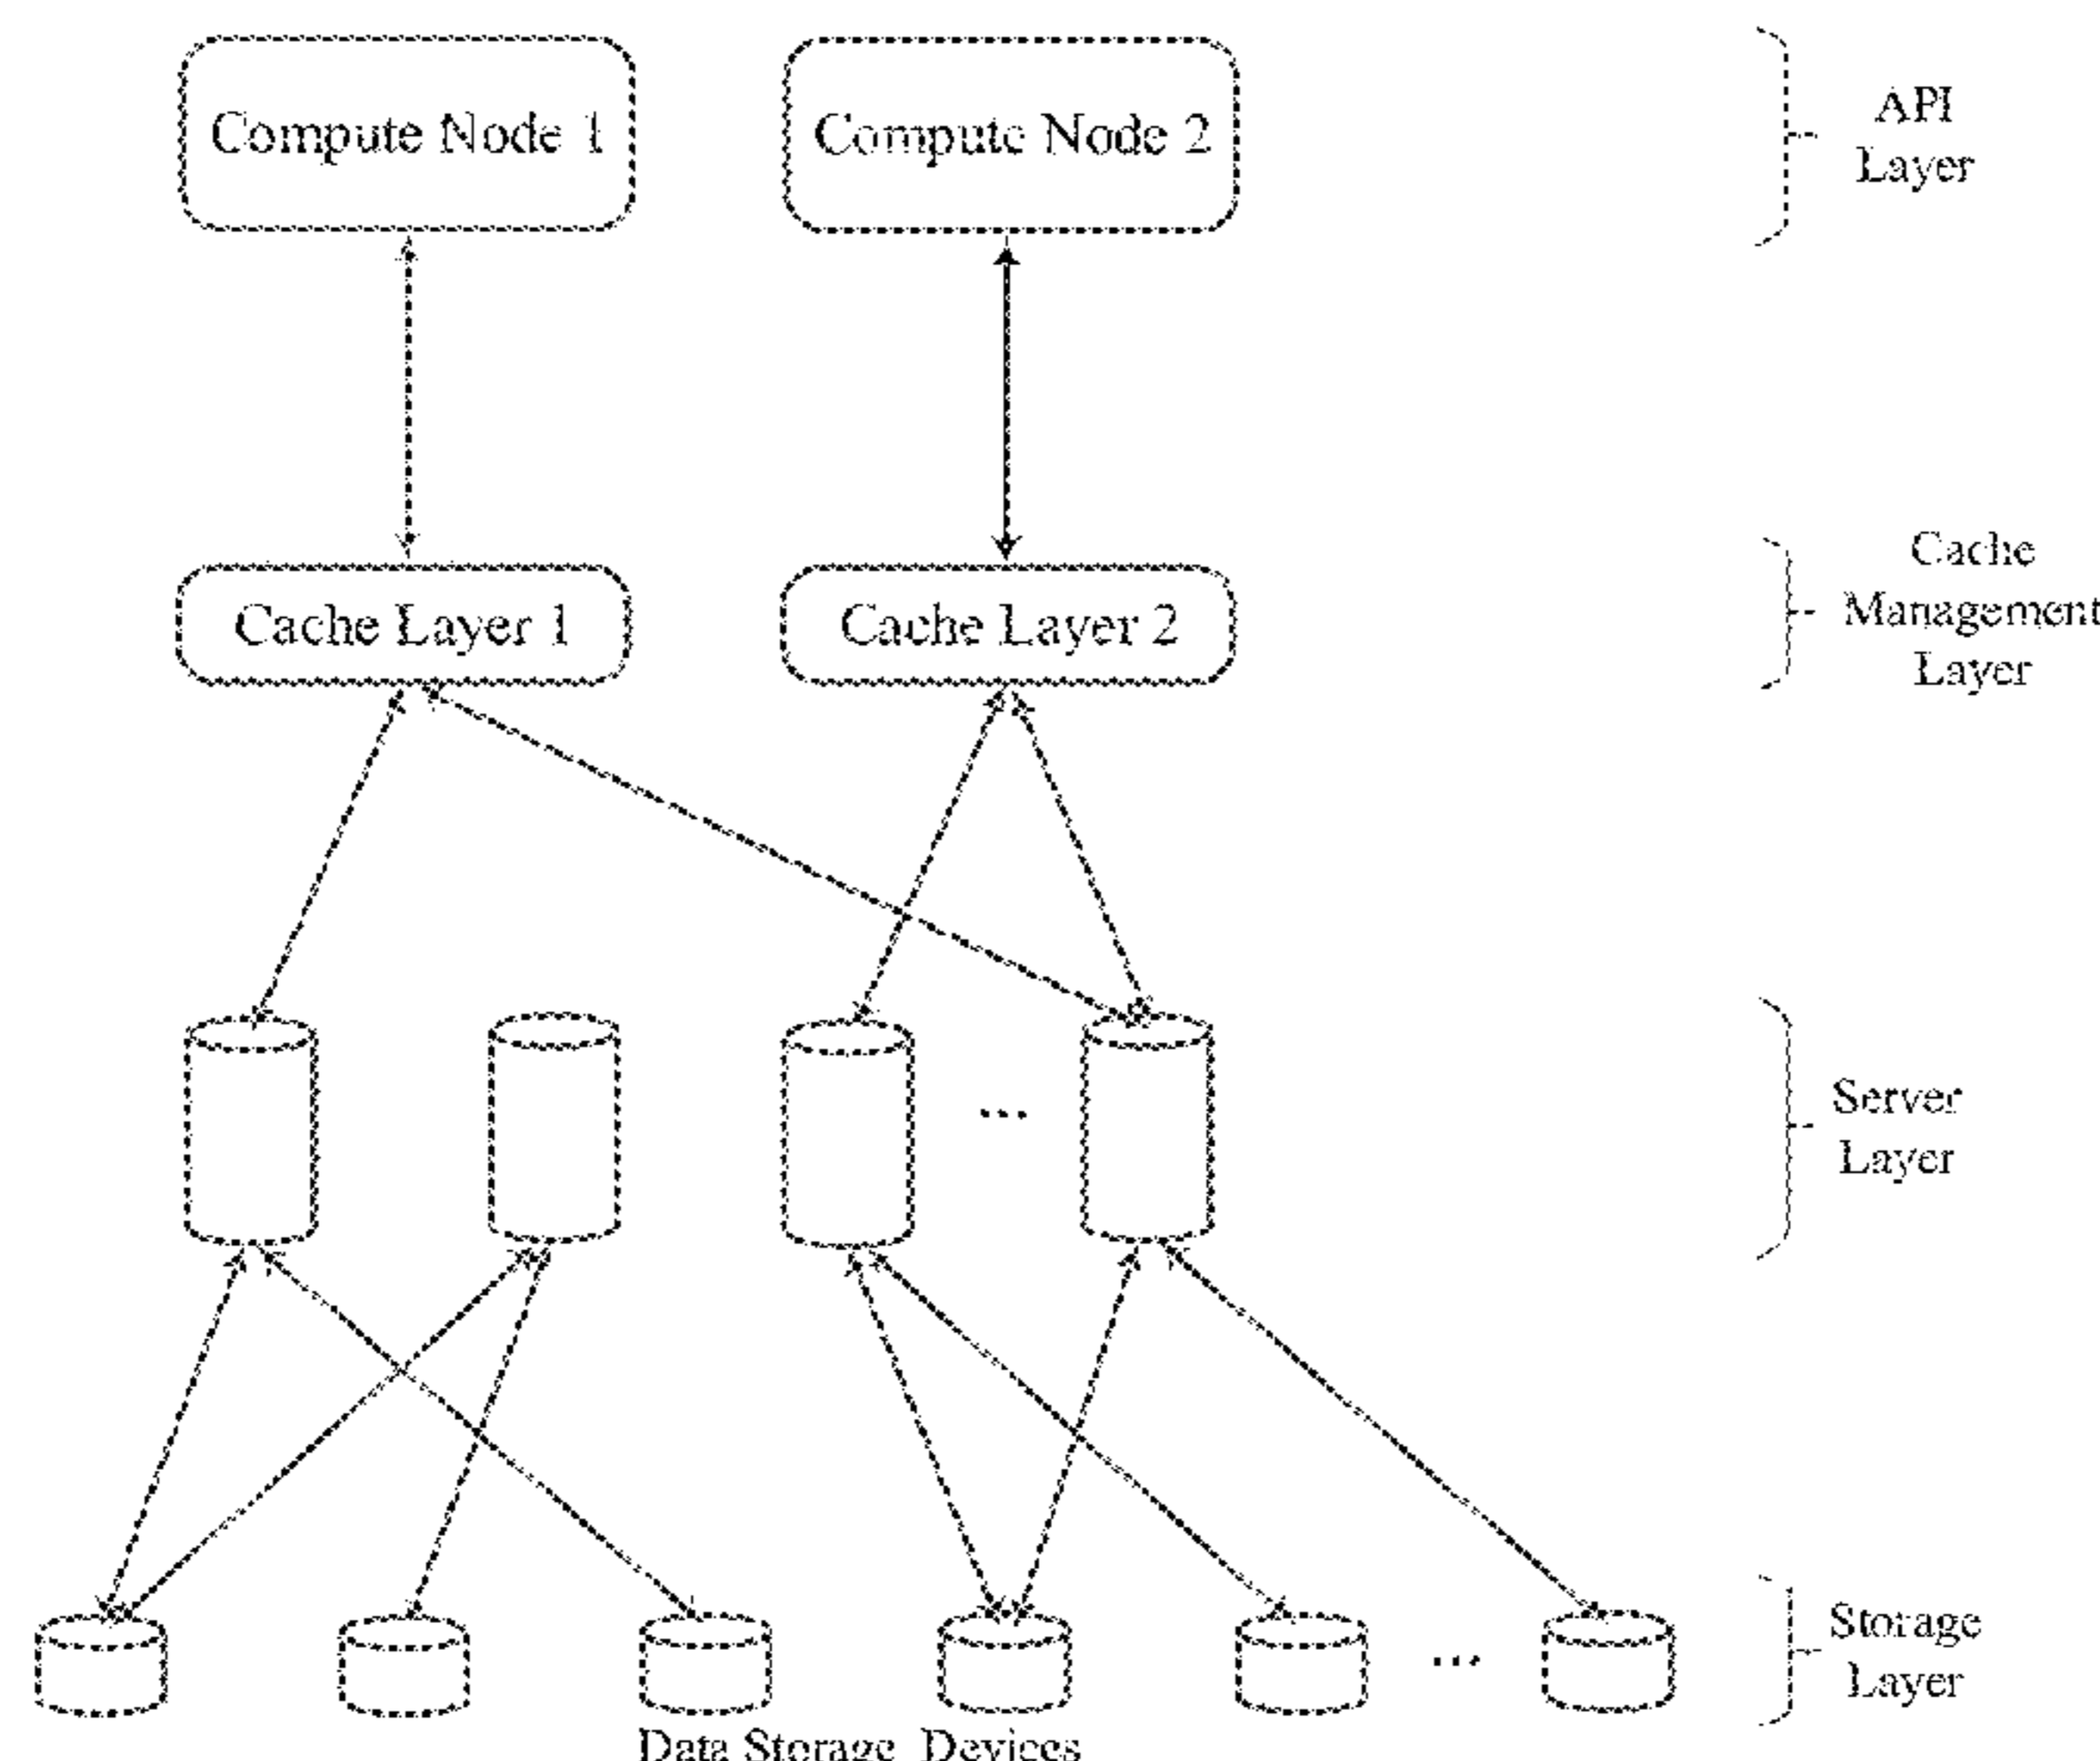 Compute Node 1
Compute Node 2
API
Layer
Cache Layer 1
Cache Layer 2
Cache
Management
Layer
...
Server
Layer
...
Storage
Layer
Data Storage Devices